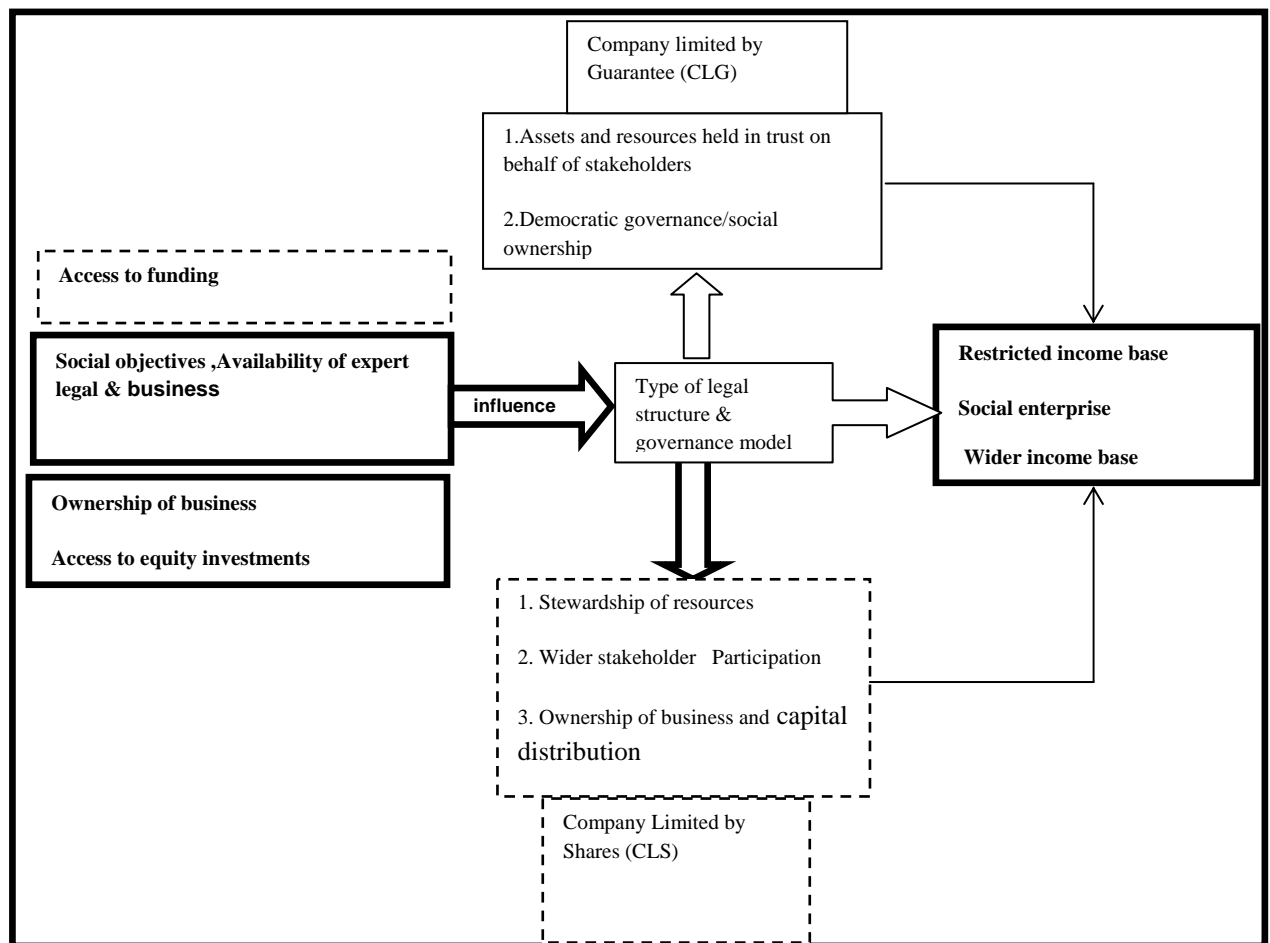 Company limited by
Guarantee (CLG)
1.Assets and resources held in trust on
behalf of stakeholders
2.Democratic governance/social
ownership
Access to funding
Social objectives ,Availability of expert
legal & business
Ownership of business
Access to equity investments
influence
Type of legal
structure &
governance model
Restricted income base
Social enterprise
Wider income base
1. Stewardship of resources
2. Wider stakeholder Participation
3. Ownership of business and capital
distribution
Company Limited by
Shares (CLS)